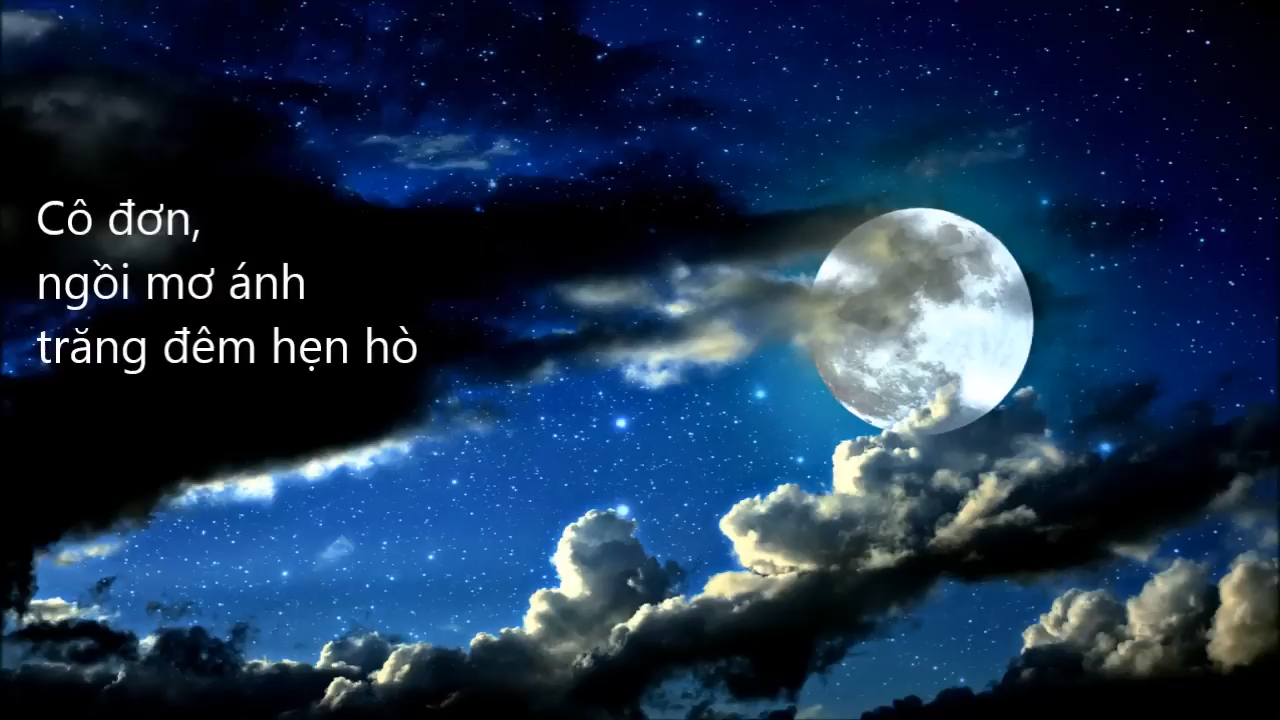 Cô đơn,
ngồi mơ ánh
trăng đêm hẹn hò